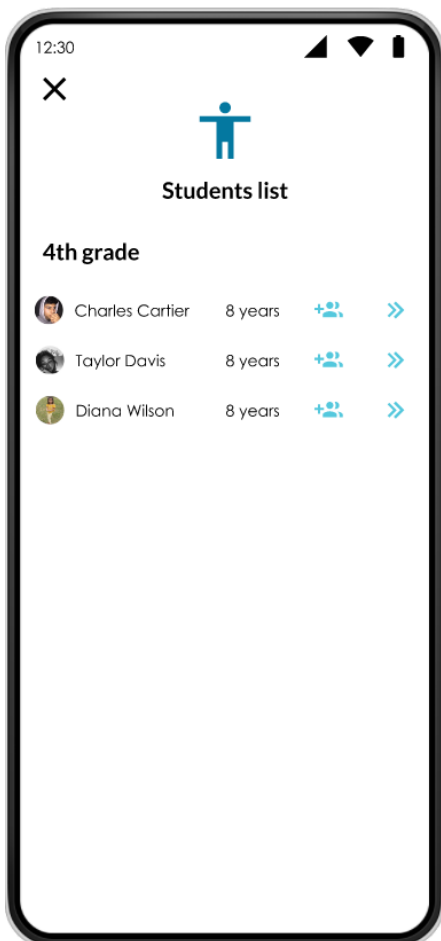 12:30
Students list
4th grade
Charles Cartier 8 years
Taylor Davis 8 years
Diana Wilson 8 years